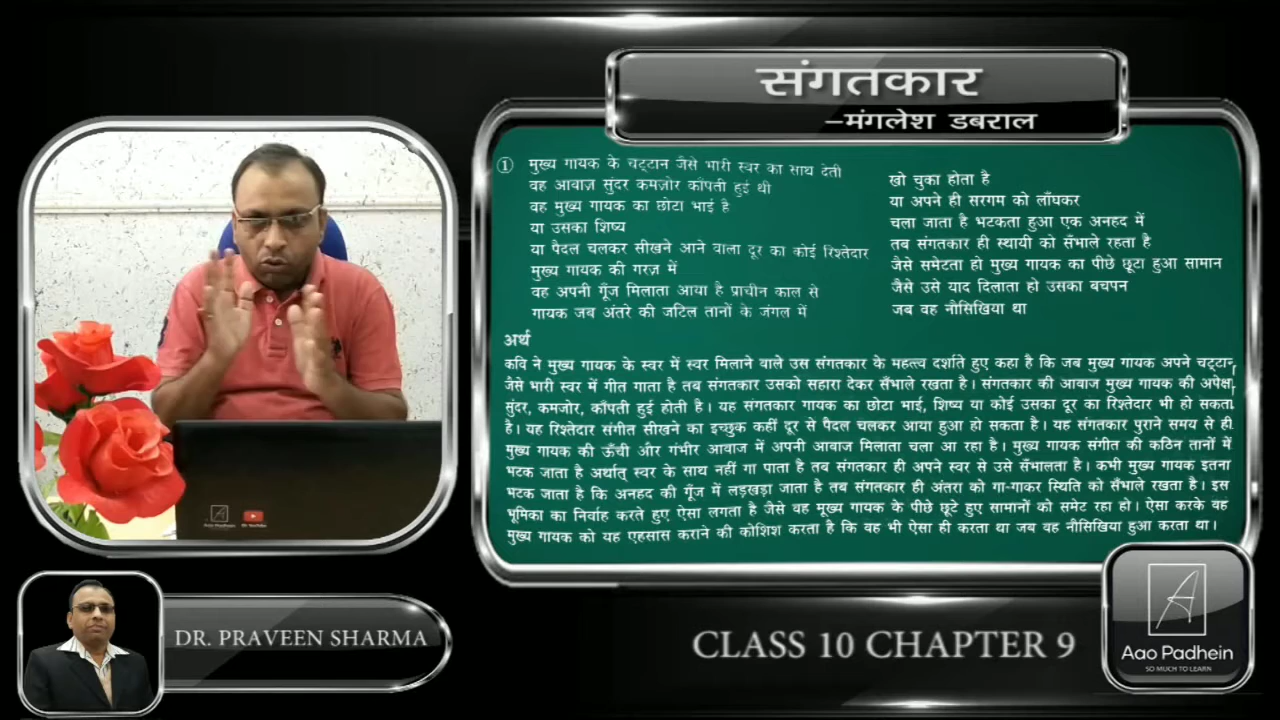 संगतकार
–मंगलेश डबराल
① मुख्य गायक के चट्टान जैसे भारी स्वर का साथ देती
वह आवाज़ सुंदर कमज़ोर काँपती हुई थी
वह मुख्य गायक का छोटा भाई है
या उसका शिष्य
या पैदल चलकर सीखने आने वाला दूर का कोई रिश्तेदार
मुख्य गायक की गरज़ में
वह अपनी गूँज मिलाता आया है प्राचीन काल से
गायक जब अंतरे की जटिल तानों के जंगल में
खो चुका होता है
या अपने ही सरगम को लाँघकर
चला जाता है भटकता हुआ एक अनहद में
तब संगतकार ही स्थायी को सँभाले रहता है
जैसे समेटता हो मुख्य गायक का पीछे छूटा हुआ सामान
जैसे उसे याद दिलाता हो उसका बचपन
जब वह नौसिखिया था
अर्थ
कवि ने मुख्य गायक के स्वर में स्वर मिलाने वाले उस संगतकार के महत्व दर्शाते हुए कहा है कि जब मुख्य गायक अपने चट्टान
जैसे भारी स्वर में गीत गाता है तब संगतकार उसको सहारा देकर सँभाले रखता है। संगतकार की आवाज मुख्य गायक की अपेक्षा
सुंदर, कमजोर, काँपती हुई होती है। यह संगतकार गायक का छोटा भाई, शिष्य या कोई उसका दूर का रिश्तेदार भी हो सकता
है। यह रिश्तेदार संगीत सीखने का इच्छुक कहीं दूर से पैदल चलकर आया हुआ हो सकता है। यह संगतकार पुराने समय से ही
मुख्य गायक की ऊँची और गंभीर आवाज में अपनी आवाज मिलाता चला आ रहा है। मुख्य गायक संगीत की कठिन तानों में
भटक जाता है अर्थात् स्वर के साथ नहीं गा पाता है तब संगतकार ही अपने स्वर से उसे सँभालता है। कभी मुख्य गायक इतना
भटक जाता है कि अनहद की गूँज में लड़खड़ा जाता है तब संगतकार ही अंतरा को गा-गाकर स्थिति को सँभाले रखता है। इस
भूमिका का निर्वाह करते हुए ऐसा लगता है जैसे वह मूख्य गायक के पीछे छूटे हुए सामानों को समेट रहा हो। ऐसा करके वह
मुख्य गायक को यह एहसास कराने की कोशिश करता है कि वह भी ऐसा ही करता था जब वह नौसिखिया हुआ करता था।
Aao Padhein
On YouTube
DR. PRAVEEN SHARMA
CLASS 10 CHAPTER 9
Aao Padhein
SO MUCH TO LEARN